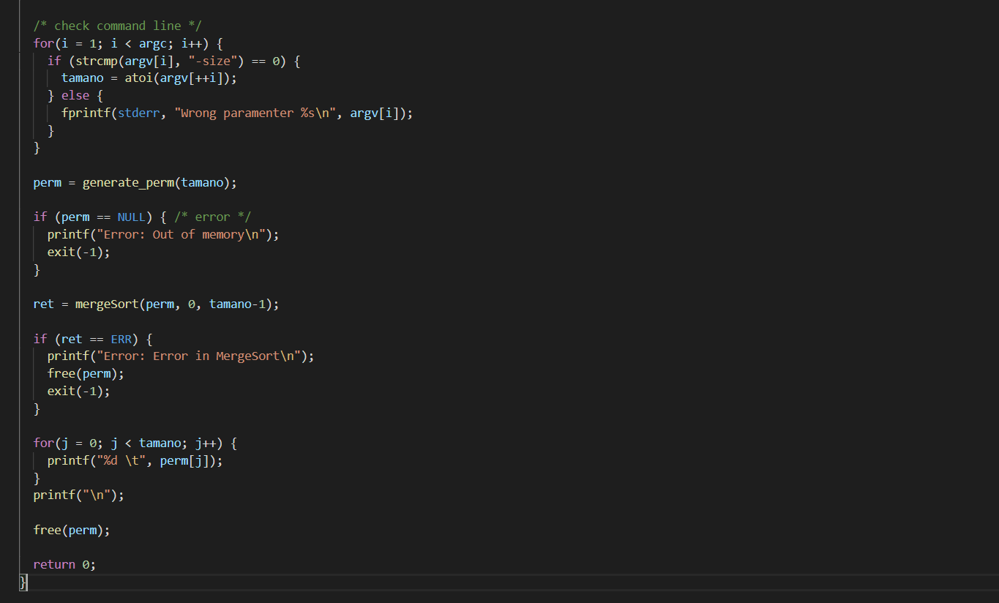 /* check command line */
for(i = 1; i < argc; i++) {
if (strcmp(argv[i], "-size") == 0) {
tamano = atoi(argv[++i]);
} else {
fprintf(stderr, "Wrong paramenter %s\n", argv[i]);
}
}
perm = generate_perm(tamano);
if (perm == NULL) { /* error */
printf("Error: Out of memory\n");
exit(-1);
}
ret = mergeSort(perm, 0, tamano-1);
if (ret == ERR) {
printf("Error: Error in MergeSort\n");
free(perm);
exit(-1);
}
for(j = 0; j < tamano; j++) {
printf("%d \t", perm[j]);
}
printf("\n");
free(perm);
return 0;
}